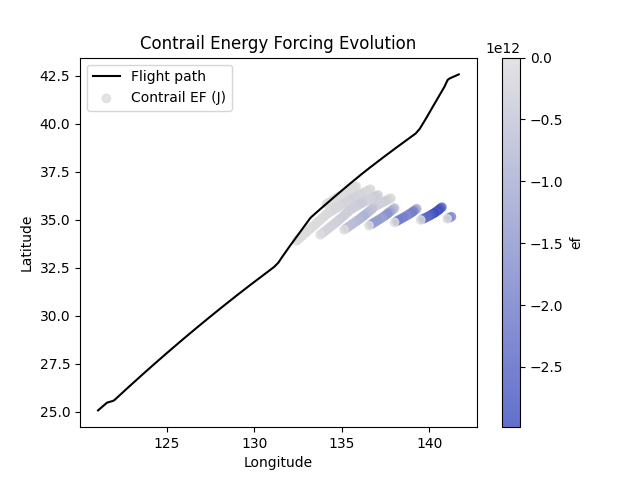 Contrail Energy Forcing Evolution
1e12
Flight path
Contrail EF (J)
42.5
40.0
37.5
35.0
32.5
30.0
27.5
25.0
Latitude
125
130
135
140
Longitude
0.0
−0.5
−1.0
−1.5
−2.0
−2.5
ef